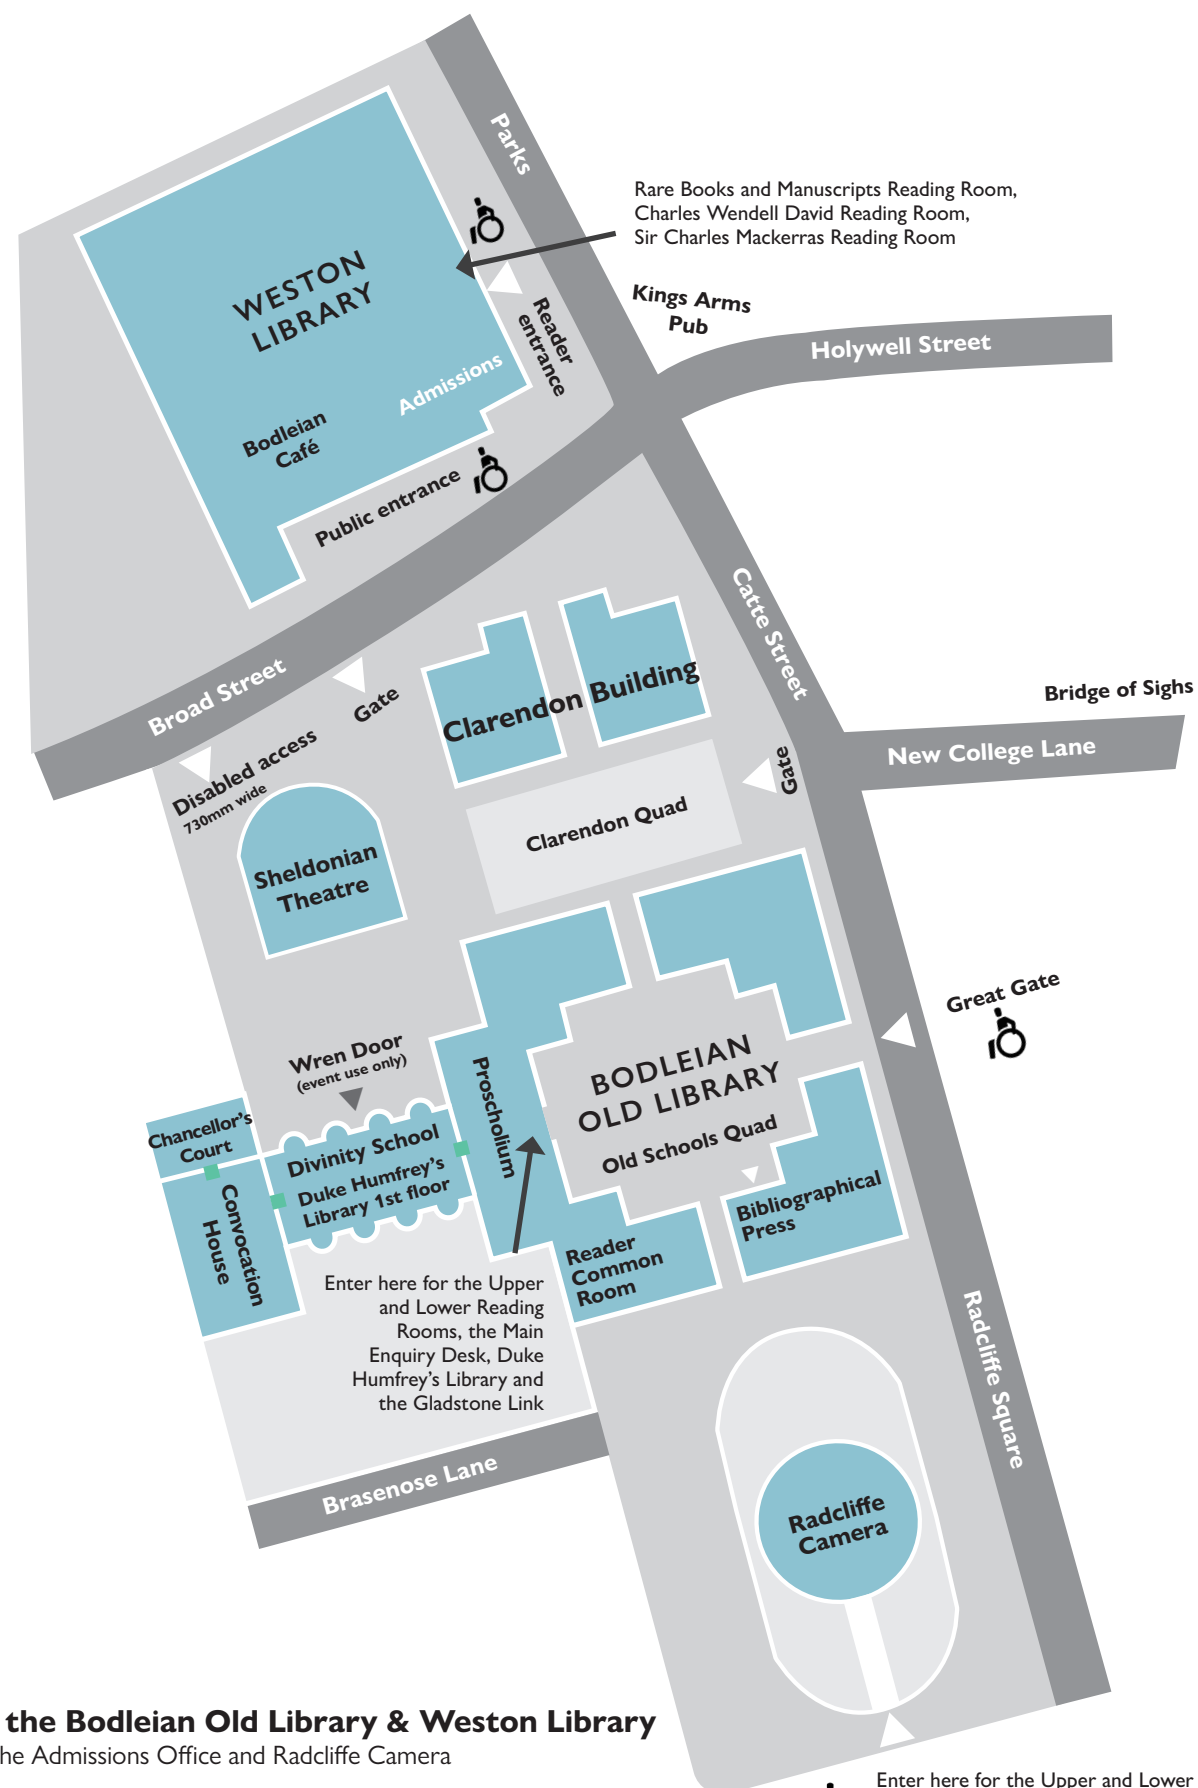 Parks
Rare Books and Manuscripts Reading Room,
Charles Wendell David Reading Room,
Sir Charles Mackerras Reading Room
WESTON
LIBRARY
Kings Arms
Pub
Reader
entrance
Holywell Street
Admissions
Bodleian
Café
Public entrance
Catte Street
Broad Street
Gate
Clarendon Building
Bridge of Sighs
New College Lane
Disabled access
730mm wide
Gate
Clarendon Quad
Sheldonian
Theatre
Great Gate
Wren Door
(event use only)
Proscholium
BODLEIAN
OLD LIBRARY
Old Schools Quad
Chancellor's
Court
Divinity School
Duke Humfrey's
Library 1st floor
Convocation
House
Bibliographical
Press
Reader
Common
Room
Enter here for the Upper
and Lower Reading
Rooms, the Main
Enquiry Desk, Duke
Humfrey's Library and
the Gladstone Link
Radcliffe Square
Brasenose Lane
Radcliffe
Camera
the Bodleian Old Library & Weston Library
he Admissions Office and Radcliffe Camera
Enter here for the Upper and Lower